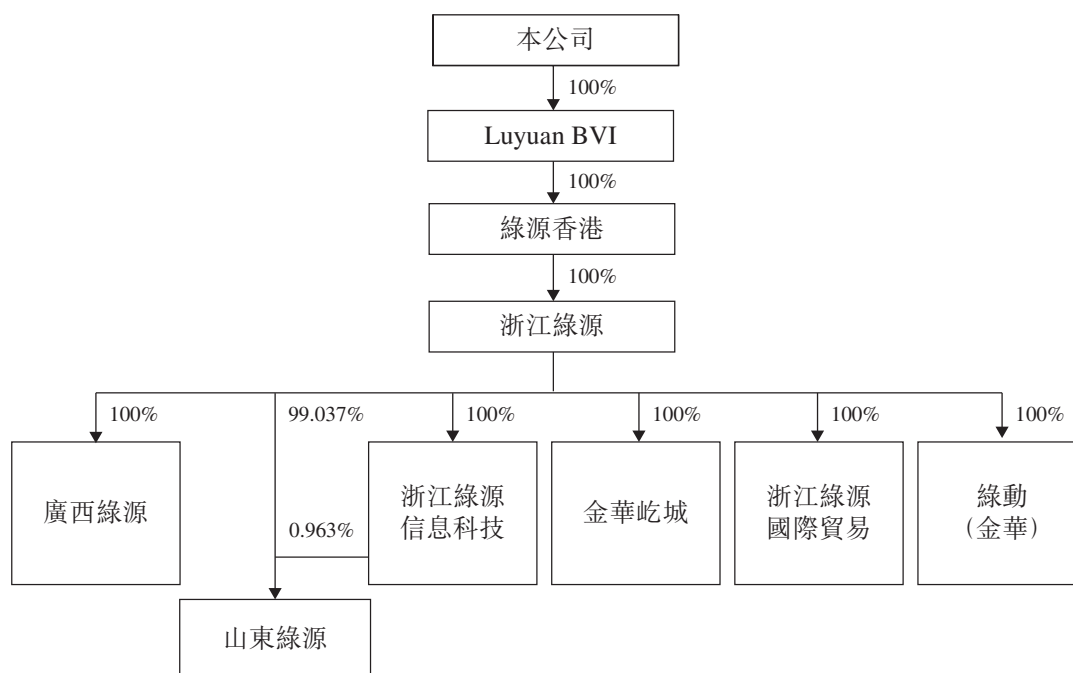 本公司
100%
Luyuan BVI
100%
綠源香港
100%
浙江綠源
100%
99.037%
100%
100%
100%
100%
廣西綠源
浙江綠源
信息科技
金華屹城
浙江綠源
國際貿易
綠動
(金華)
0.963%
山東綠源